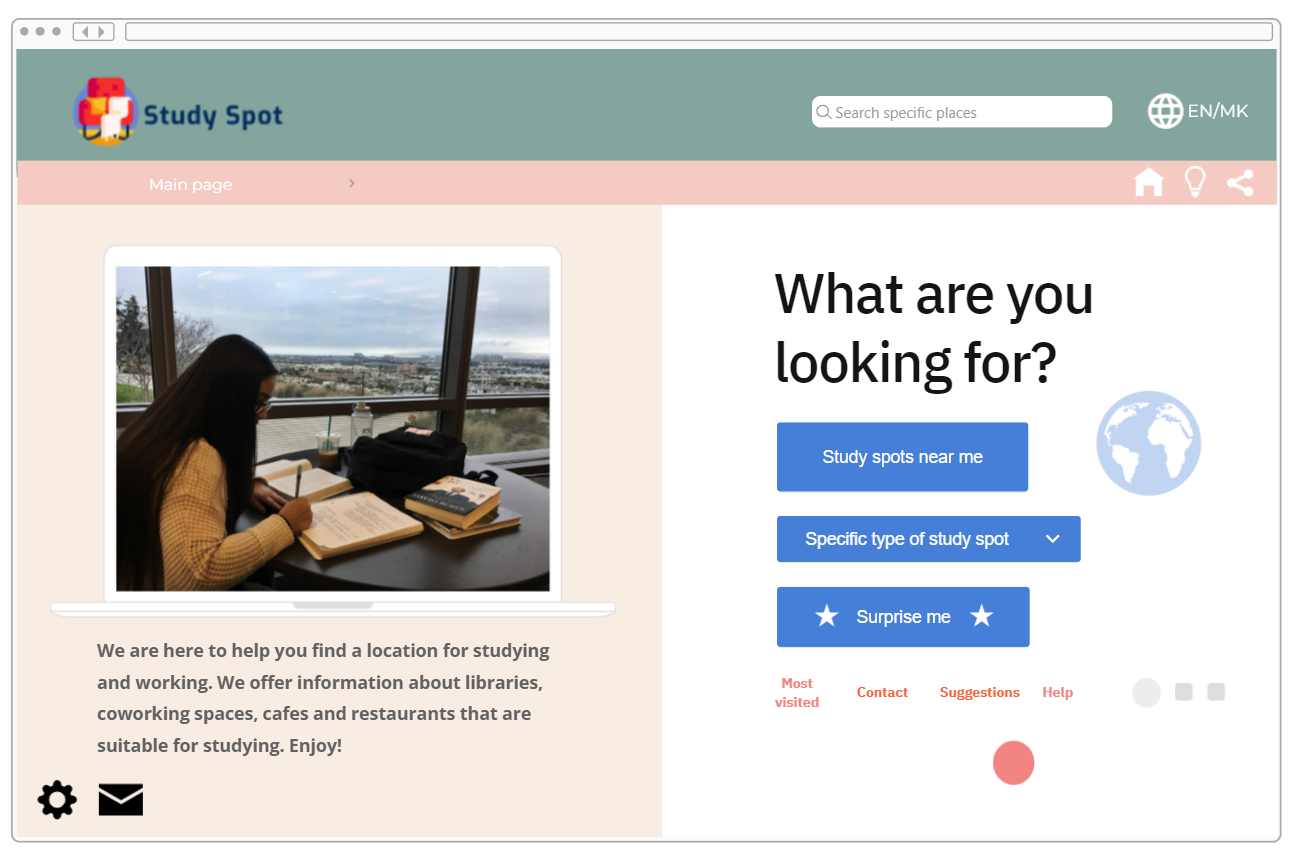 Study Spot
Search specific places
EN/MK
Main page
What are you
looking for?
Study spots near me
Specific type of study spot
Surprise me
Most
visited
Contact
Suggestions
Help
We are here to help you find a location for studying
and working. We offer information about libraries,
coworking spaces, cafes and restaurants that are
suitable for studying. Enjoy!